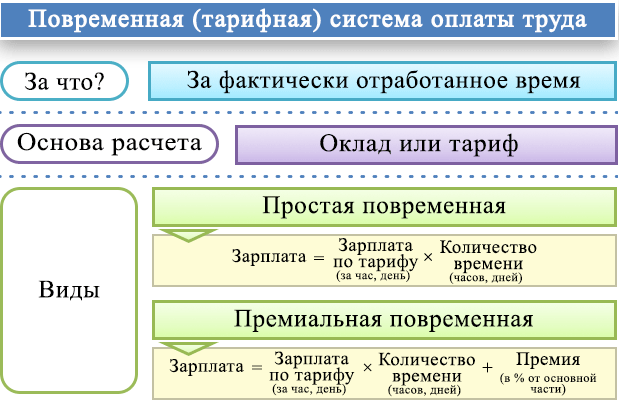 Повременная (тарифная) система оплаты труда
За что?
За фактически отработанное время
Основа расчета
Оклад или тариф
Виды
Простая повременная
Зарплата = Зарплата по тарифу (за час, день) × Количество времени (часов, дней)
Премиальная повременная
Зарплата = Зарплата по тарифу (за час, день) × Количество времени (часов, дней) + Премия (в % от основной части)